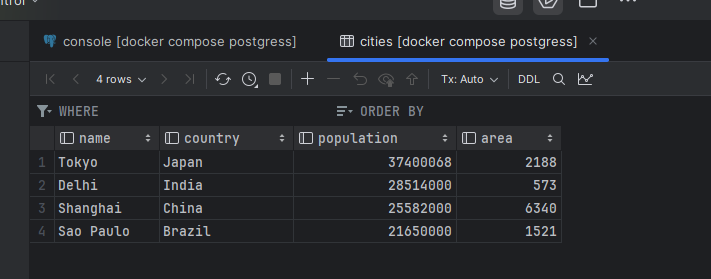 ntrol
console [docker compose postgress]
cities [docker compose postgress]
4 rows
Tx: Auto
DDL
WHERE
ORDER BY
name country population area
1 Tokyo Japan 37400068 2188
2 Delhi India 28514000 573
3 Shanghai China 25582000 6340
4 Sao Paulo Brazil 21650000 1521